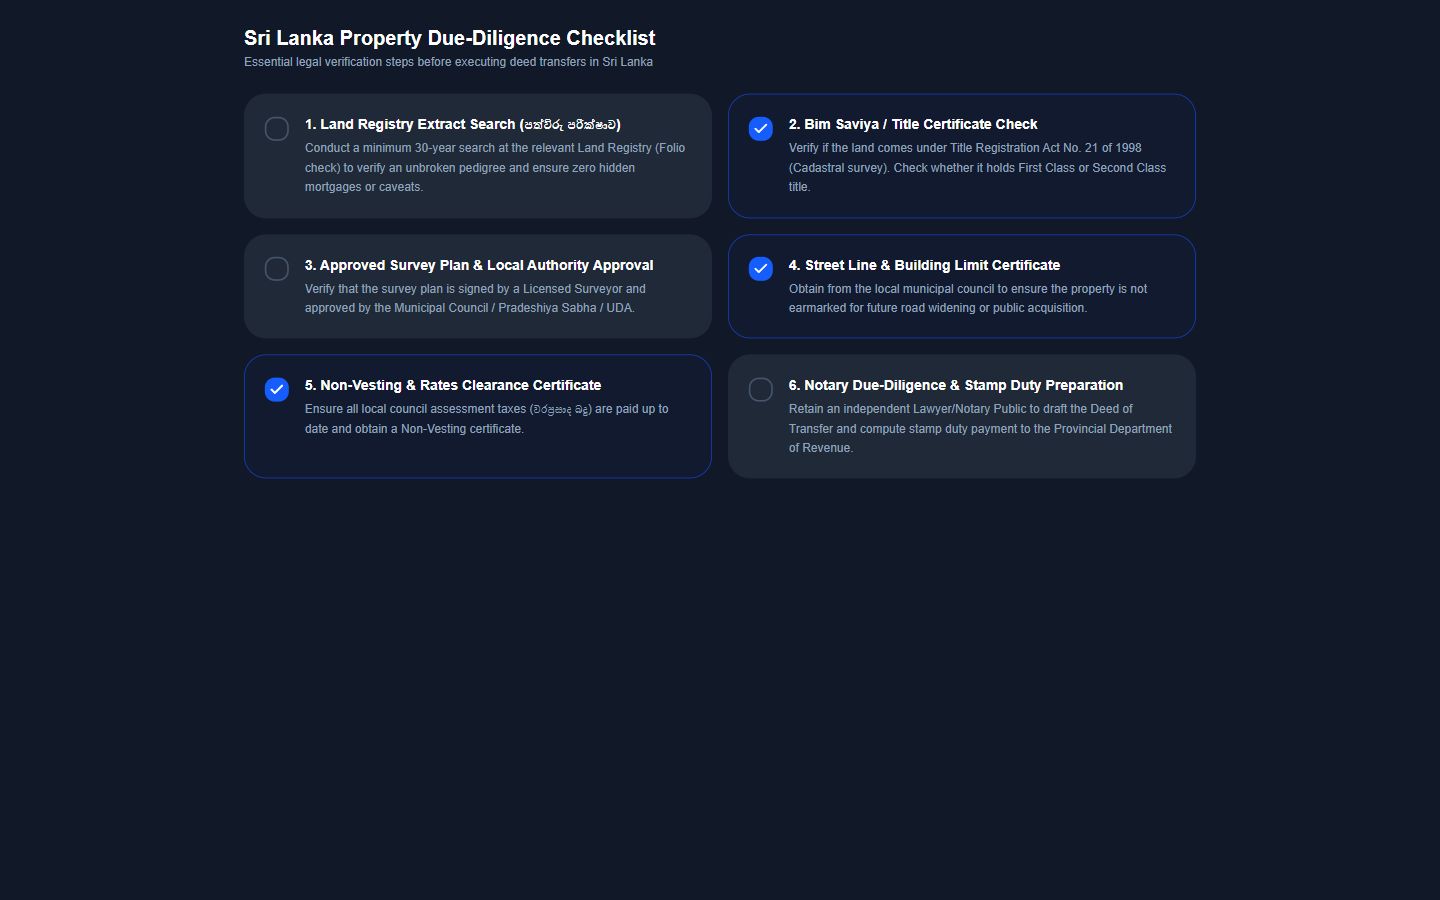 Sri Lanka Property Due-Diligence Checklist
Essential legal verification steps before executing deed transfers in Sri Lanka
1. Land Registry Extract Search (පත්විරු පරීක්ෂාව)
Conduct a minimum 30-year search at the relevant Land Registry (Folio
check) to verify an unbroken pedigree and ensure zero hidden
mortgages or caveats.
2. Bim Saviya / Title Certificate Check
Verify if the land comes under Title Registration Act No. 21 of 1998
(Cadastral survey). Check whether it holds First Class or Second Class
title.
3. Approved Survey Plan & Local Authority Approval
Verify that the survey plan is signed by a Licensed Surveyor and
approved by the Municipal Council / Pradeshiya Sabha / UDA.
4. Street Line & Building Limit Certificate
Obtain from the local municipal council to ensure the property is not
earmarked for future road widening or public acquisition.
5. Non-Vesting & Rates Clearance Certificate
Ensure all local council assessment taxes (වරප්‍රසාද බදු) are paid up to
date and obtain a Non-Vesting certificate.
6. Notary Due-Diligence & Stamp Duty Preparation
Retain an independent Lawyer/Notary Public to draft the Deed of
Transfer and compute stamp duty payment to the Provincial Department
of Revenue.